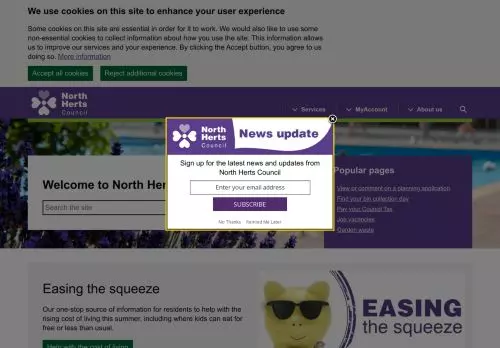 We use cookies on this site to enhance your user experience
Some cookies on this site are essential in order for it to work. We would also like to use some
non-essential cookies to collect information about how you use the site. This information allows
us to improve our services and your experience. By clicking the Accept button, you agree to us
doing so. More information
Accept all cookies
Reject additional cookies
North
Herts
Council
Services
MyAccount
About us
North
Herts
Council
News update
Sign up for the latest news and updates from
North Herts Council
Enter your email address
SUBSCRIBE
No Thanks
Remind Me Later
Welcome to North Her
Search the site
Popular pages
View or comment on a planning application
Find your bin collection day
Pay your Council Tax
Job vacancies
Garden waste
Easing the squeeze
Our one-stop source of information for residents to help with the
rising cost of living this summer, including where kids can eat for
free or less than usual.
Help with the cost of living
EASING
the squeeze